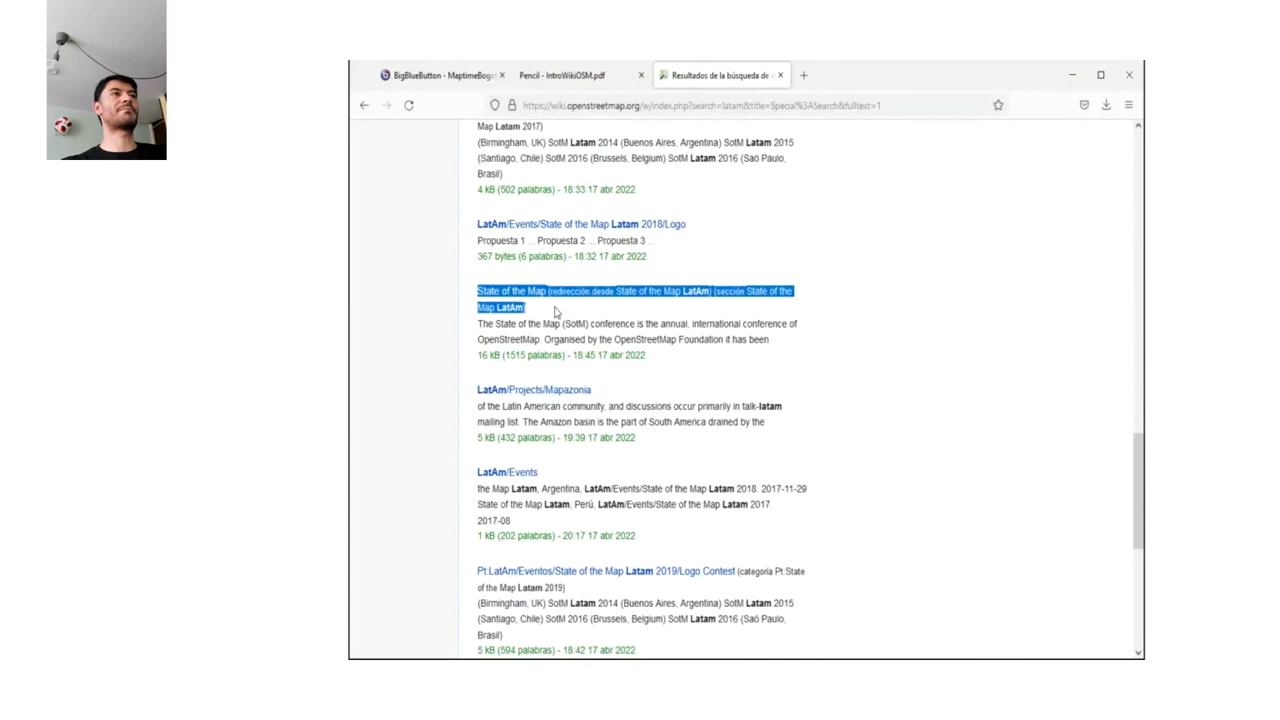 BigBlueButton - MaptimeBogo
Pencil - IntroWikiOSM.pdf
Resultados de la búsqueda de «
https://wiki.openstreetmap.org/w/index.php?search=latam&title=Special%3ASearch&fulltext=1
Map Latam 2017)
(Birmingham, UK) SotM Latam 2014 (Buenos Aires, Argentina) SotM Latam 2015
(Santiago, Chile) SotM 2016 (Brussels, Belgium) SotM Latam 2016 (Saó Paulo,
Brasil)
4 kB (502 palabras) - 18:33 17 abr 2022
LatAm/Events/State of the Map Latam 2018/Logo
Propuesta 1 ... Propuesta 2 ... Propuesta 3 ...
367 bytes (6 palabras) - 18:32 17 abr 2022
State of the Map (redirección desde State of the Map LatAm) (sección State of the
Map LatAm)
The State of the Map (SotM) conference is the annual, international conference of
OpenStreetMap. Organised by the OpenStreetMap Foundation it has been
16 kB (1515 palabras) - 18:45 17 abr 2022
LatAm/Projects/Mapazonia
of the Latin American community, and discussions occur primarily in talk-latam
mailing list. The Amazon basin is the part of South America drained by the
5 kB (432 palabras) - 19:39 17 abr 2022
LatAm/Events
the Map Latam, Argentina, LatAm/Events/State of the Map Latam 2018. 2017-11-29
State of the Map Latam, Perú, LatAm/Events/State of the Map Latam 2017.
2017-08
1 kB (202 palabras) - 20:17 17 abr 2022
Pt:LatAm/Eventos/State of the Map Latam 2019/Logo Contest (categoría Pt:State
of the Map Latam 2019)
(Birmingham, UK) SotM Latam 2014 (Buenos Aires, Argentina) SotM Latam 2015
(Santiago, Chile) SotM 2016 (Brussels, Belgium) SotM Latam 2016 (Saó Paulo,
Brasil)
5 kB (594 palabras) - 18:42 17 abr 2022